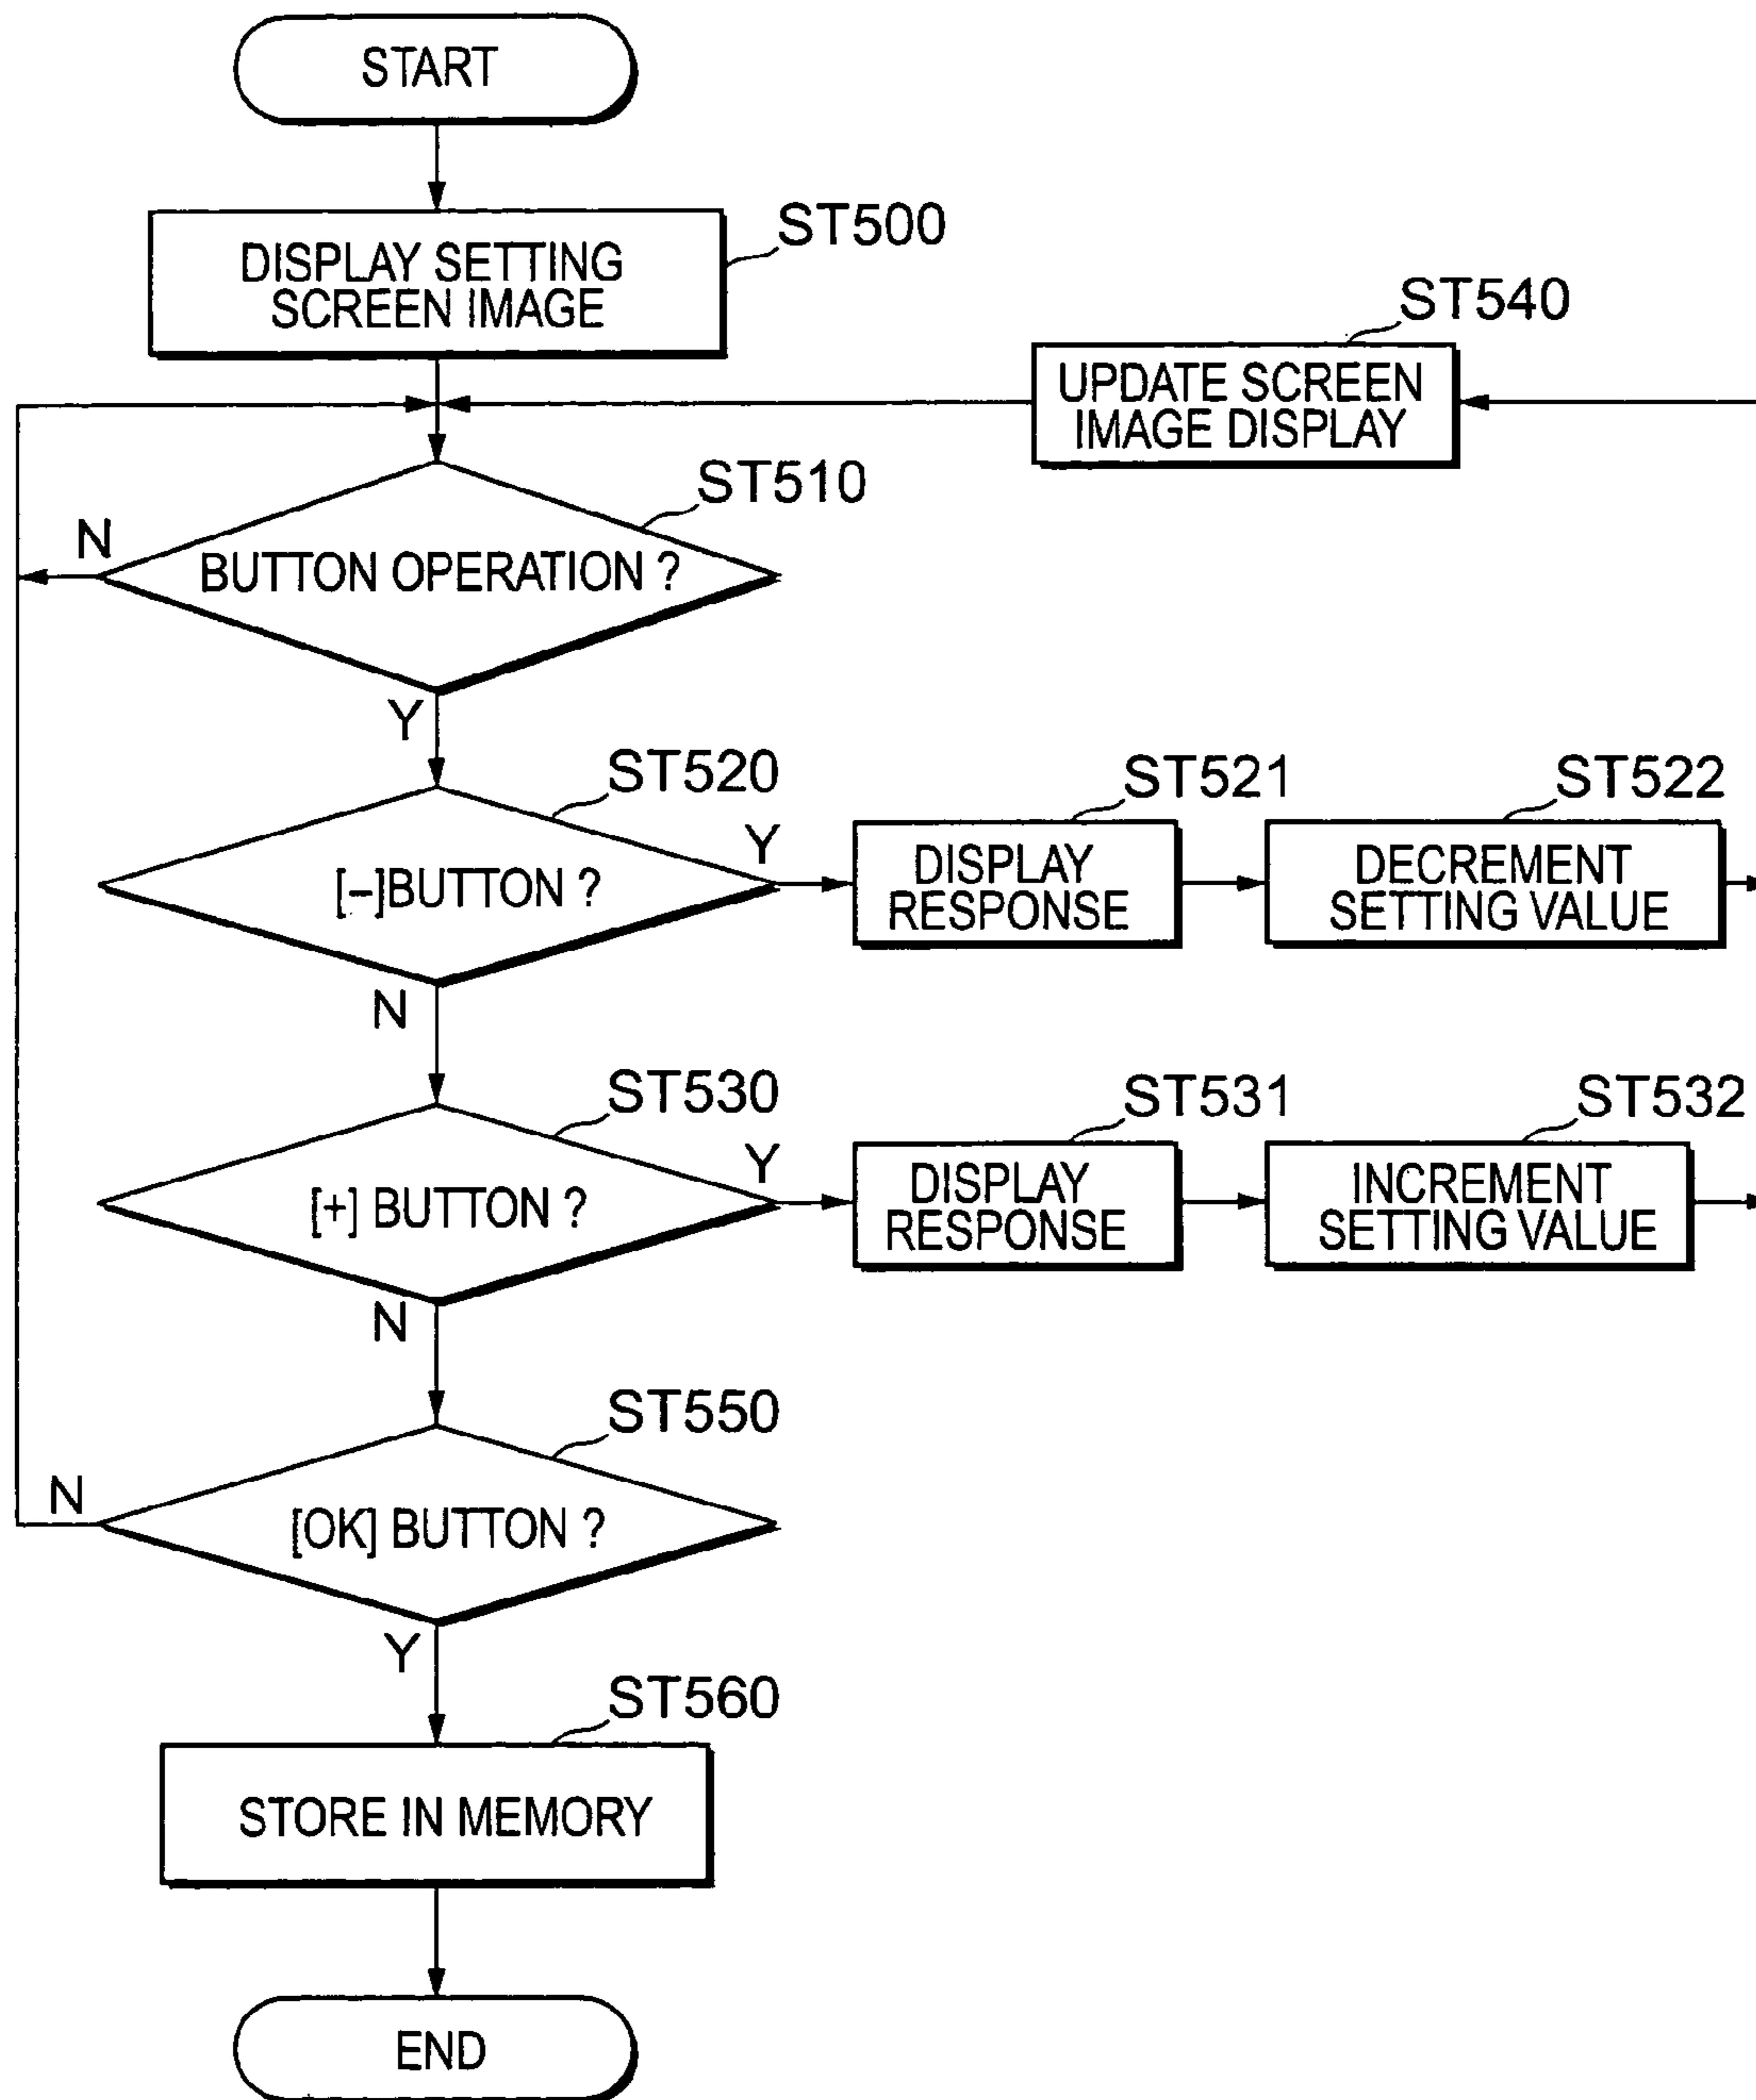 START
ST500
DISPLAY SETTING
SCREEN IMAGE
ST540
UPDATE SCREEN
IMAGE DISPLAY
ST510
N
BUTTON OPERATION ?
Y
ST520
ST521
ST522
Y
[–]BUTTON ?
DISPLAY
RESPONSE
DECREMENT
SETTING VALUE
N
ST530
ST531
ST532
Y
[+] BUTTON ?
DISPLAY
RESPONSE
INCREMENT
SETTING VALUE
N
ST550
N
[OK] BUTTON ?
Y
ST560
STORE IN MEMORY
END